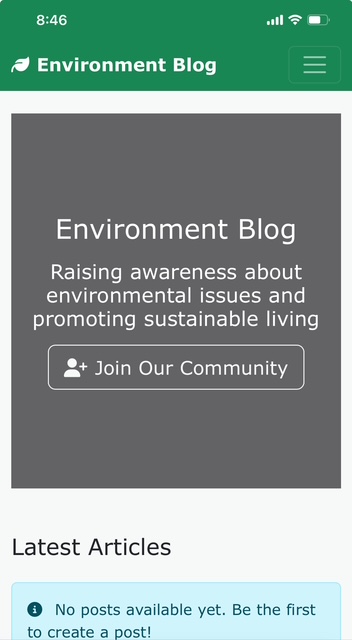 8:46
Environment Blog
Environment Blog
Raising awareness about
environmental issues and
promoting sustainable living
Join Our Community
Latest Articles
No posts available yet. Be the first
to create a post!